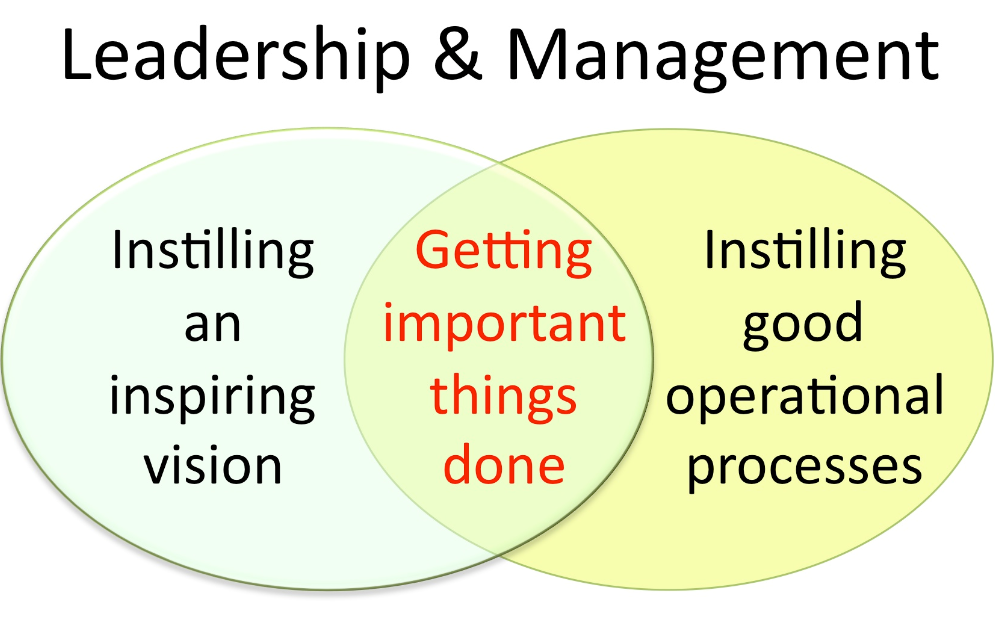 Leadership & Management
Instilling
an
inspiring
vision
Getting
important
things
done
Instilling
good
operational
processes